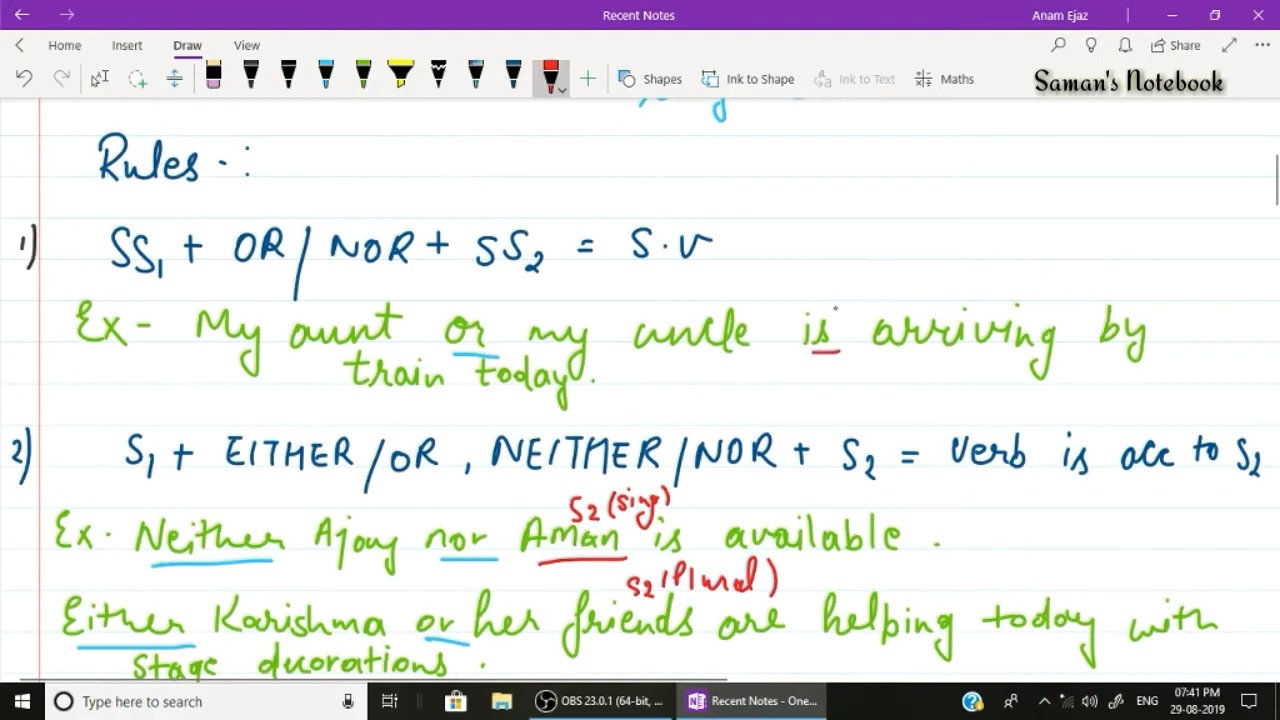 Recent Notes
Anam Ejaz
Home Insert Draw View
Share
Shapes Ink to Shape Ink to Text Maths
Saman's Notebook
Rules -:
1) SS1 + OR / NOR + SS2 = S.V
Ex - My aunt or my uncle is arriving by
train today.
2) S1 + EITHER / OR , NEITHER / NOR + S2 = Verb is acc to S2
S2 (sing)
Ex. Neither Ajay nor Aman is available .
S2 (Plural)
Either Karishma or her friends are helping today with
stage decorations .
Type here to search
OBS 23.0.1 (64-bit, ...
Recent Notes - One...
ENG
07:41 PM
29-08-2019